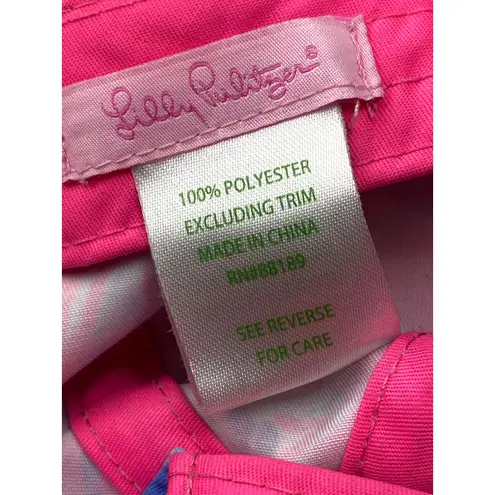 Lilly Pulitzer®
100% POLYESTER
EXCLUDING TRIM
MADE IN CHINA
RN#88189
SEE REVERSE
FOR CARE